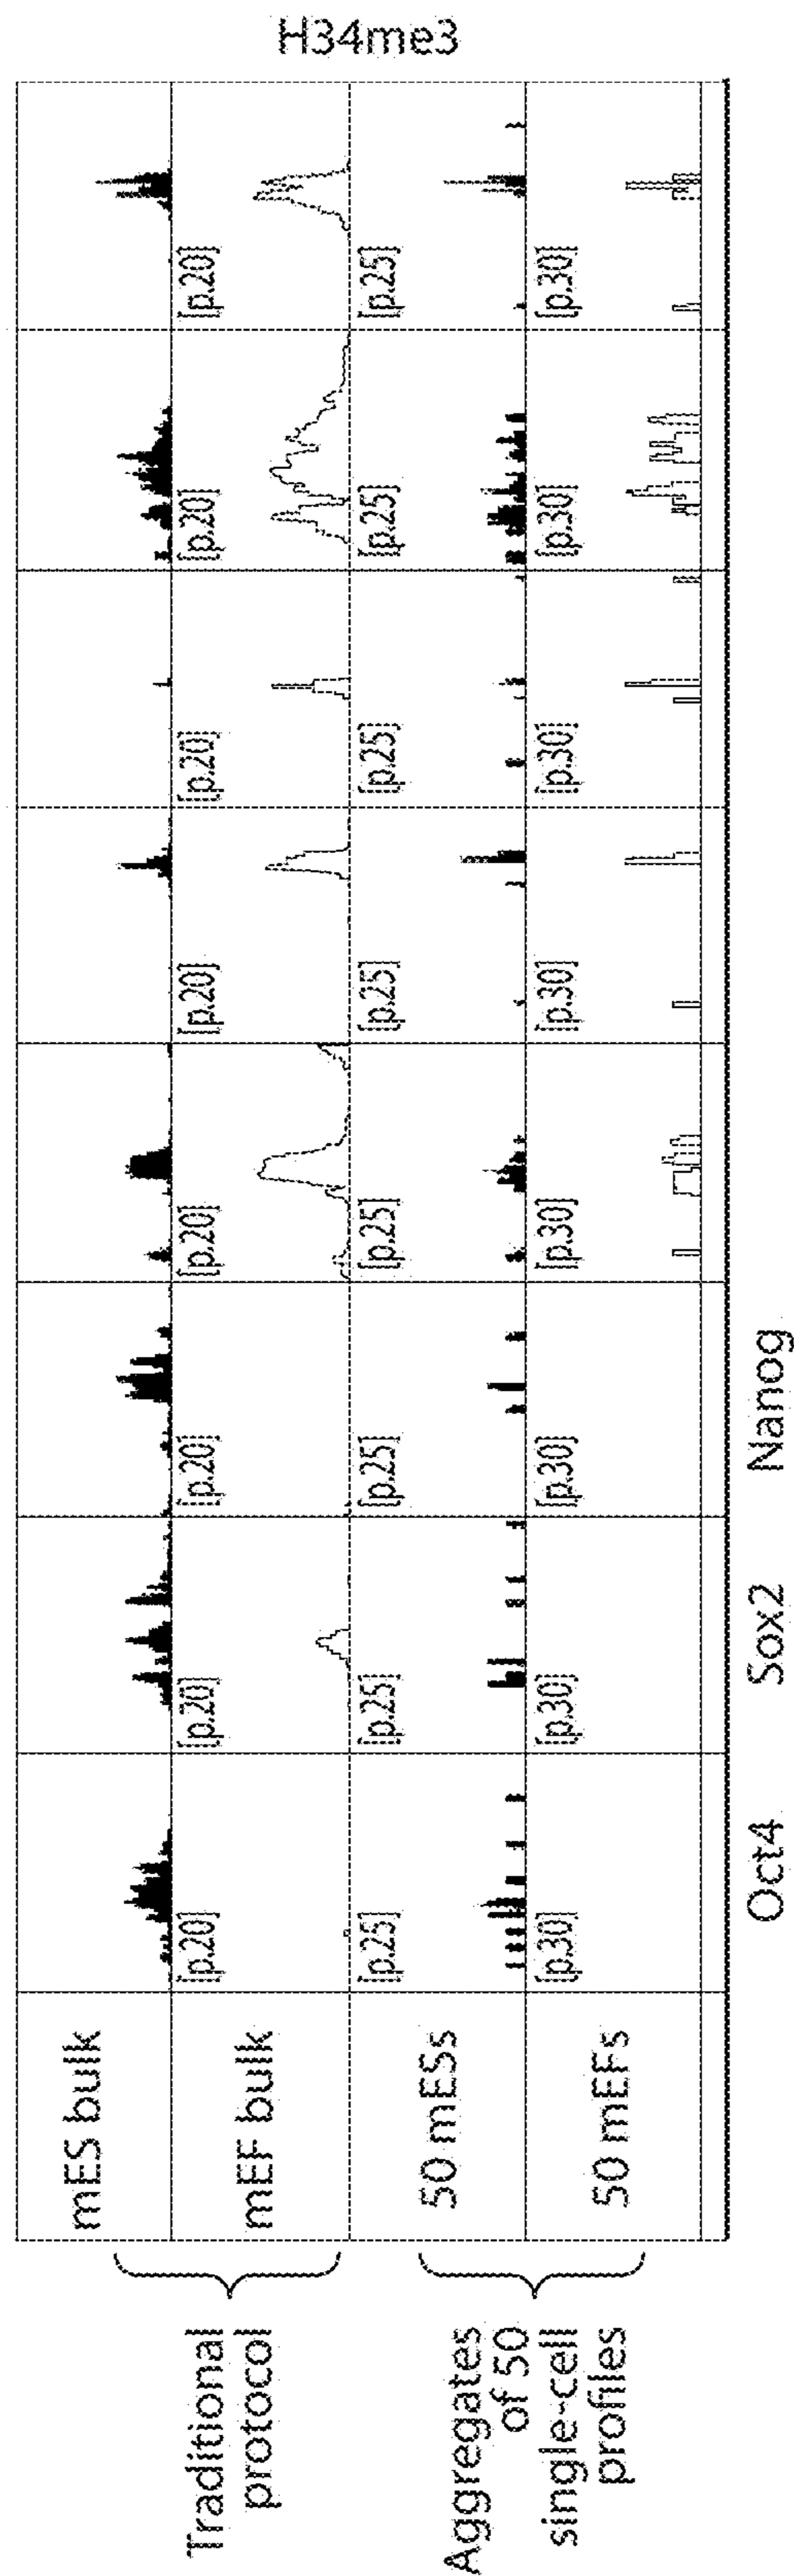 H34me3
Traditional
protocol
mES bulk
mEF bulk
[p.20] [p.20] [p.20] [p.20] [p.20] [p.20] [p.20] [p.20]
Aggregates
of 50
single-cell
profiles
50 mESs
[p.25] [p.25] [p.25] [p.25] [p.25] [p.25] [p.25] [p.25]
50 mEFs
[p.30] [p.30] [p.30] [p.30] [p.30] [p.30] [p.30] [p.30]
Oct4 Sox2 Nanog